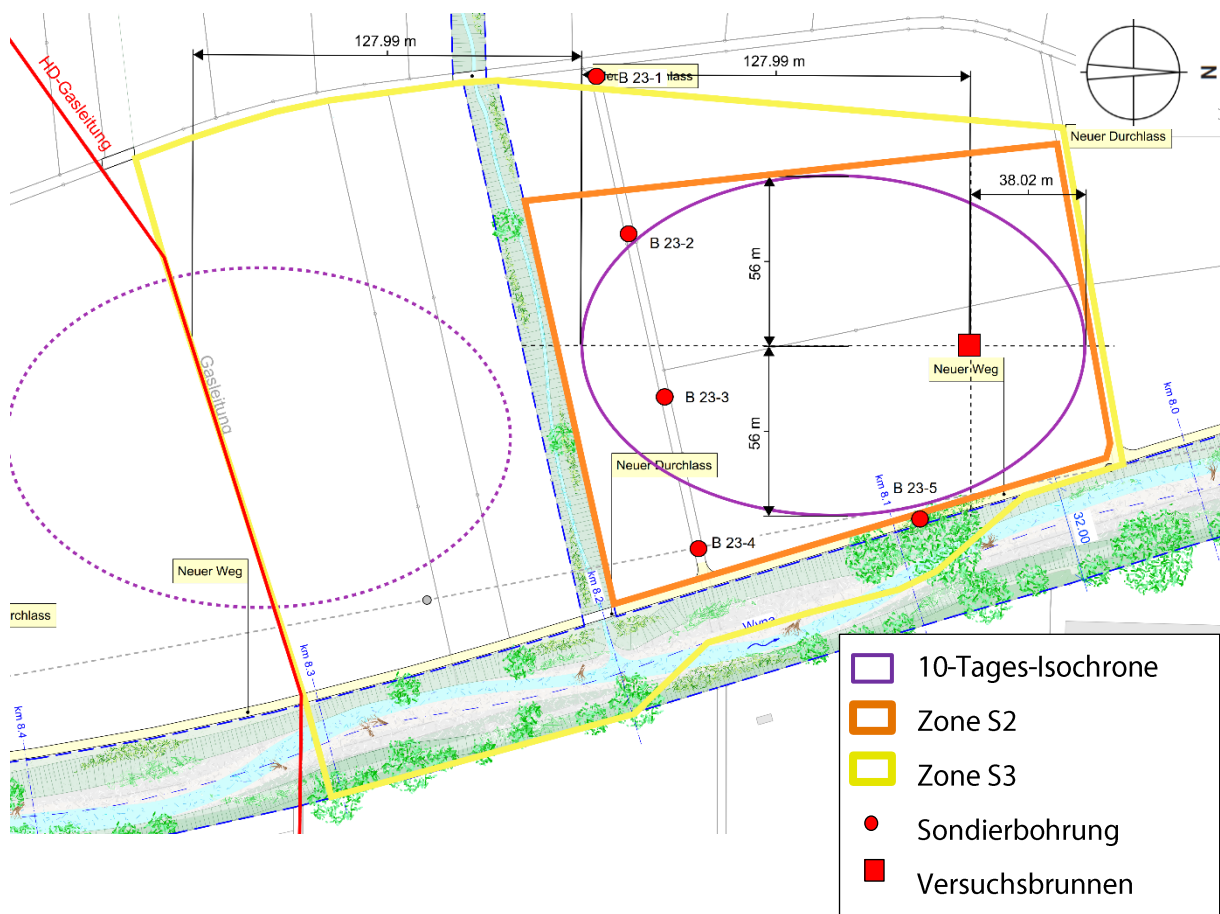 127.99 m
127.99 m
B 23-1
lass
N
HD-Gasleitung
Neuer Durchlass
38.02 m
B 23-2
56 m
Gasleitung
Neuer Weg
B 23-3
56 m
Neuer Durchlass
km 8.0
B 23-5
km 8.1
32.00
B 23-4
Neuer Weg
km 8.2
rchlass
Wyna
km 8.3
km 8.4
10-Tages-Isochrone
Zone S2
Zone S3
Sondierbohrung
Versuchsbrunnen